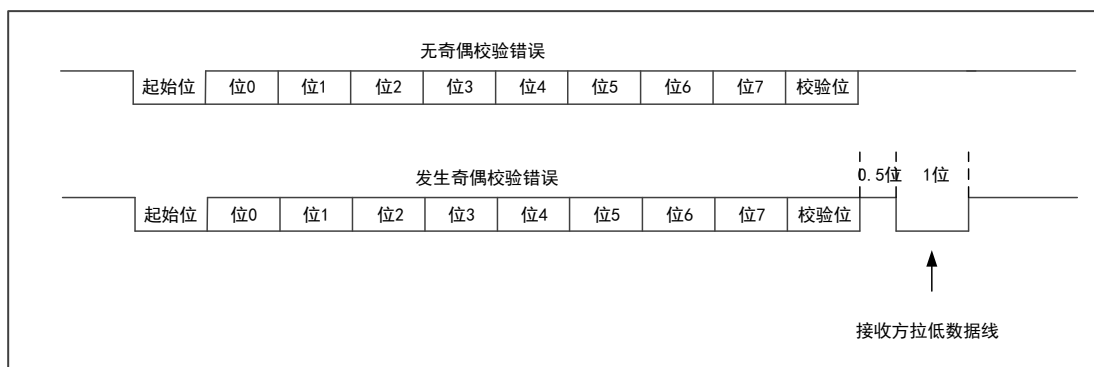 无奇偶校验错误
起始位 位0 位1 位2 位3 位4 位5 位6 位7 校验位
发生奇偶校验错误
0.5位 1位
起始位 位0 位1 位2 位3 位4 位5 位6 位7 校验位
接收方拉低数据线